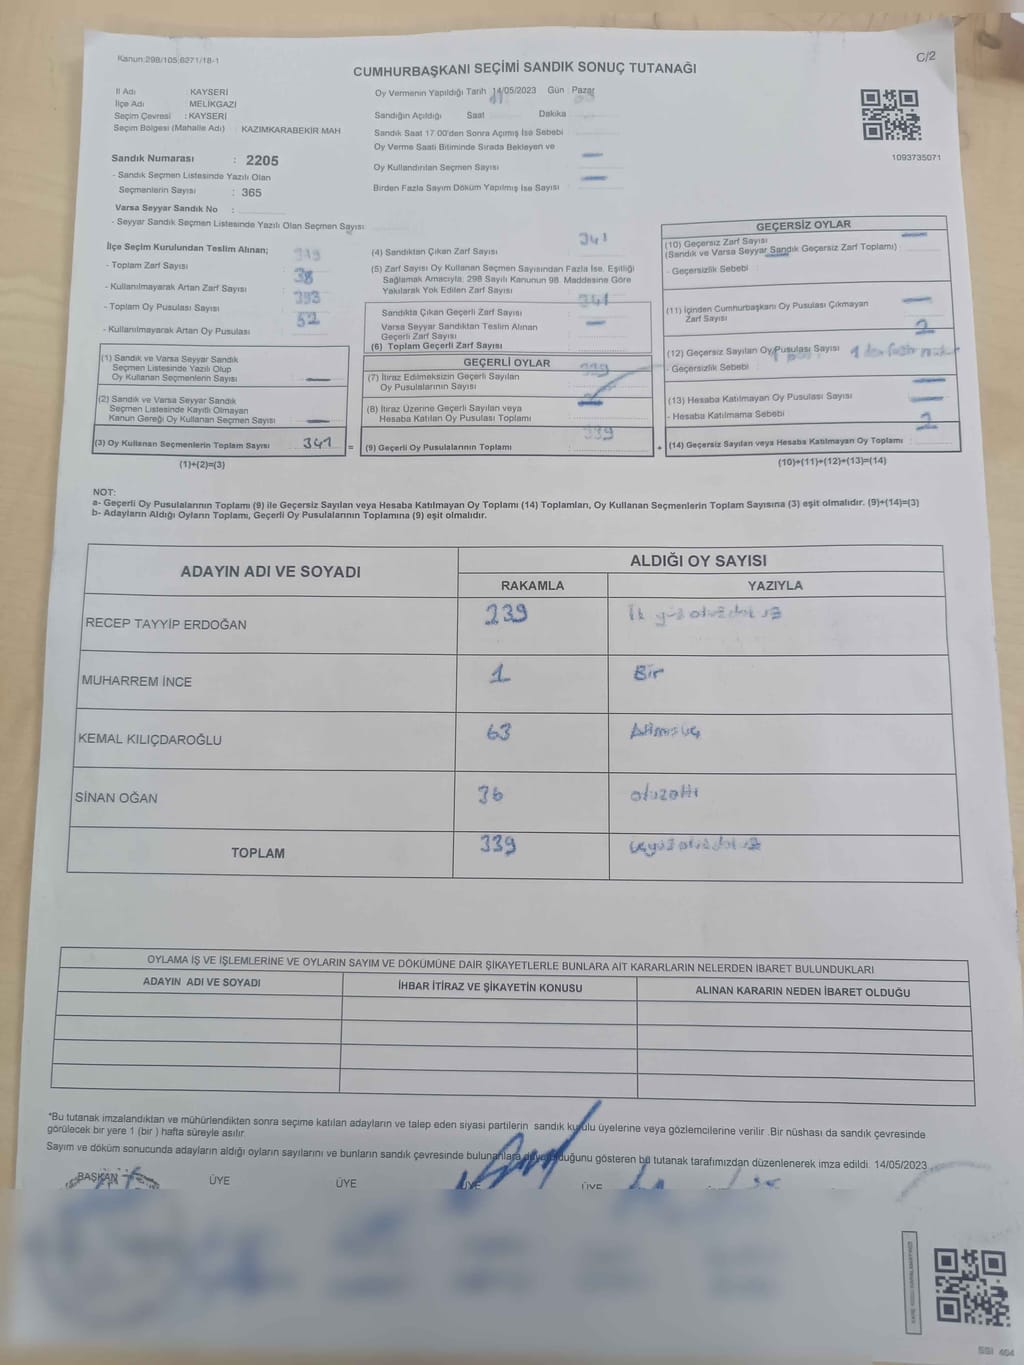 Kanun:298/105,6271/18-1
C/2
CUMHURBAŞKANI SEÇİMİ SANDIK SONUÇ TUTANAĞI
İl Adı KAYSERİ
İlçe Adı MELİKGAZİ
Seçim Çevresi : KAYSERİ
Seçim Bölgesi (Mahalle Adı) KAZIMKARABEKİR MAH
Sandık Numarası : 2205
- Sandık Seçmen Listesinde Yazılı Olan
Seçmenlerin Sayısı : 365
Varsa Seyyar Sandık No :
- Seyyar Sandık Seçmen Listesinde Yazılı Olan Seçmen Sayısı
Oy Vermenin Yapıldığı Tarih 14/05/2023 Gün : Pazar
Sandığın Açıldığı Saat Dakika
Sandık Saat 17:00'den Sonra Açımış İse Sebebi
Oy Verme Saati Bitiminde Sırada Bekleyen ve
Oy Kullandırılan Seçmen Sayısı —
Birden Fazla Sayım Döküm Yapılmış İse Sayısı —
1093735071
İlçe Seçim Kurulundan Teslim Alınan;
- Toplam Zarf Sayısı
- Kullanılmayarak Artan Zarf Sayısı 38
- Toplam Oy Pusulası Sayısı 393
- Kullanılmayarak Artan Oy Pusulası 52
(1) Sandık ve Varsa Seyyar Sandık
Seçmen Listesinde Yazılı Olup
Oy Kullanan Seçmenlerin Sayısı —
(2) Sandık ve Varsa Seyyar Sandık
Seçmen Listesinde Kayıtlı Olmayan
Kanun Gereği Oy Kullanan Seçmen Sayısı —
(3) Oy Kullanan Seçmenlerin Toplam Sayısı 341 =
(1)+(2)=(3)
(4) Sandıktan Çıkan Zarf Sayısı 341
(5) Zarf Sayısı Oy Kullanan Seçmen Sayısından Fazla İse, Eşitliği
Sağlamak Amacıyla, 298 Sayılı Kanunun 98. Maddesine Göre
Yakılarak Yok Edilen Zarf Sayısı
Sandıkta Çıkan Geçerli Zarf Sayısı 341
Varsa Seyyar Sandıktan Teslim Alınan
Geçerli Zarf Sayısı —
(6) Toplam Geçerli Zarf Sayısı
GEÇERLİ OYLAR
(7) İtiraz Edilmeksizin Geçerli Sayılan
Oy Pusulalarının Sayısı 339
(8) İtiraz Üzerine Geçerli Sayılan veya
Hesaba Katılan Oy Pusulası Toplamı
(9) Geçerli Oy Pusulalarının Toplamı 339 +
GEÇERSİZ OYLAR
(10) Geçersiz Zarf Sayısı —
(Sandık ve Varsa Seyyar Sandık Geçersiz Zarf Toplamı)
- Geçersizlik Sebebi
(11) İçinden Cumhurbaşkanı Oy Pusulası Çıkmayan
Zarf Sayısı —
(12) Geçersiz Sayılan Oy Pusulası Sayısı 2
- Geçersizlik Sebebi
(13) Hesaba Katılmayan Oy Pusulası Sayısı —
- Hesaba Katılmama Sebebi —
(14) Geçersiz Sayılan veya Hesaba Katılmayan Oy Toplamı 2
(10)+(11)+(12)+(13)=(14)
NOT:
a- Geçerli Oy Pusulalarının Toplamı (9) ile Geçersiz Sayılan veya Hesaba Katılmayan Oy Toplamı (14) Toplamları, Oy Kullanan Seçmenlerin Toplam Sayısına (3) eşit olmalıdır. (9)+(14)=(3)
b- Adayların Aldığı Oyların Toplamı, Geçerli Oy Pusulalarının Toplamına (9) eşit olmalıdır.
ADAYIN ADI VE SOYADI
ALDIĞI OY SAYISI
RAKAMLA YAZIYLA
RECEP TAYYİP ERDOĞAN 239 İki yüz otuzdokuz
MUHARREM İNCE 1 Bir
KEMAL KILIÇDAROĞLU 63 Altmışüç
SİNAN OĞAN 36 otuzaltı
TOPLAM 339 üçyüzotuzdokuz
OYLAMA İŞ VE İŞLEMLERİNE VE OYLARIN SAYIM VE DÖKÜMÜNE DAİR ŞİKAYETLERLE BUNLARA AİT KARARLARIN NELERDEN İBARET BULUNDUKLARI
ADAYIN ADI VE SOYADI İHBAR İTİRAZ VE ŞİKAYETİN KONUSU ALINAN KARARIN NEDEN İBARET OLDUĞU
*Bu tutanak imzalandıktan ve mühürlendikten sonra seçime katılan adayların ve talep eden siyasi partilerin sandık kurulu üyelerine veya gözlemcilerine verilir .Bir nüshası da sandık çevresinde
görülecek bir yere 1 (bir ) hafta süreyle asılır.
Sayım ve döküm sonucunda adayların aldığı oyların sayılarını ve bunların sandık çevresinde bulunanlara duyurulduğunu gösteren bu tutanak tarafımızdan düzenlenerek imza edildi. 14/05/2023
BAŞKAN ÜYE ÜYE ÜYE ÜYE
SSI 404